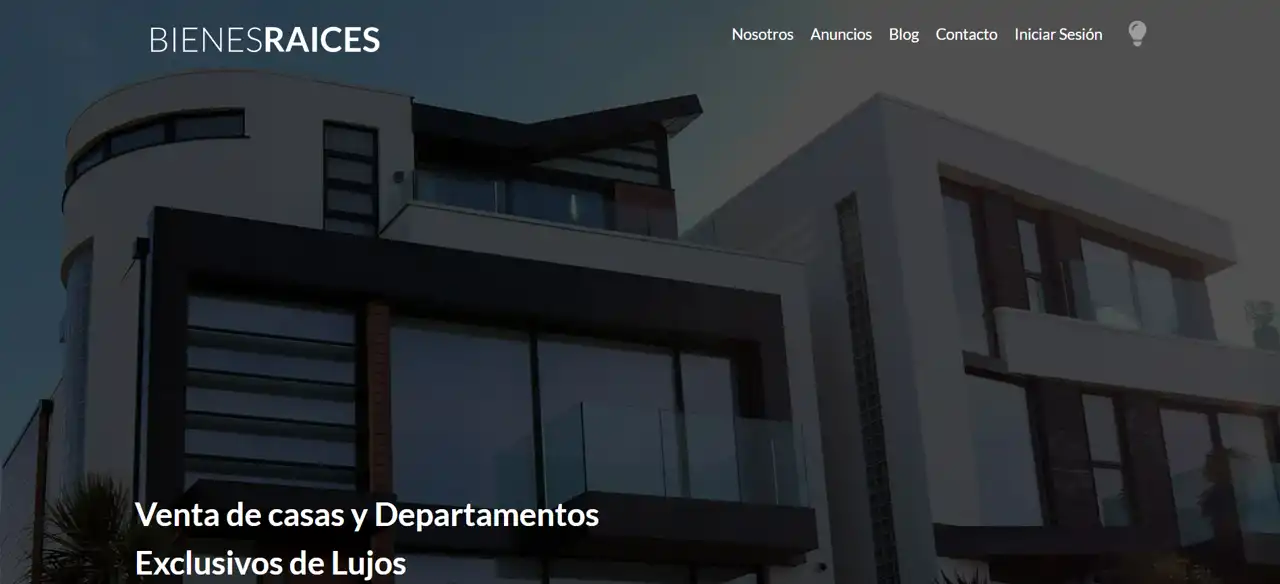 BIENESRAICES
Nosotros Anuncios Blog Contacto Iniciar Sesión
Venta de casas y Departamentos
Exclusivos de Lujos